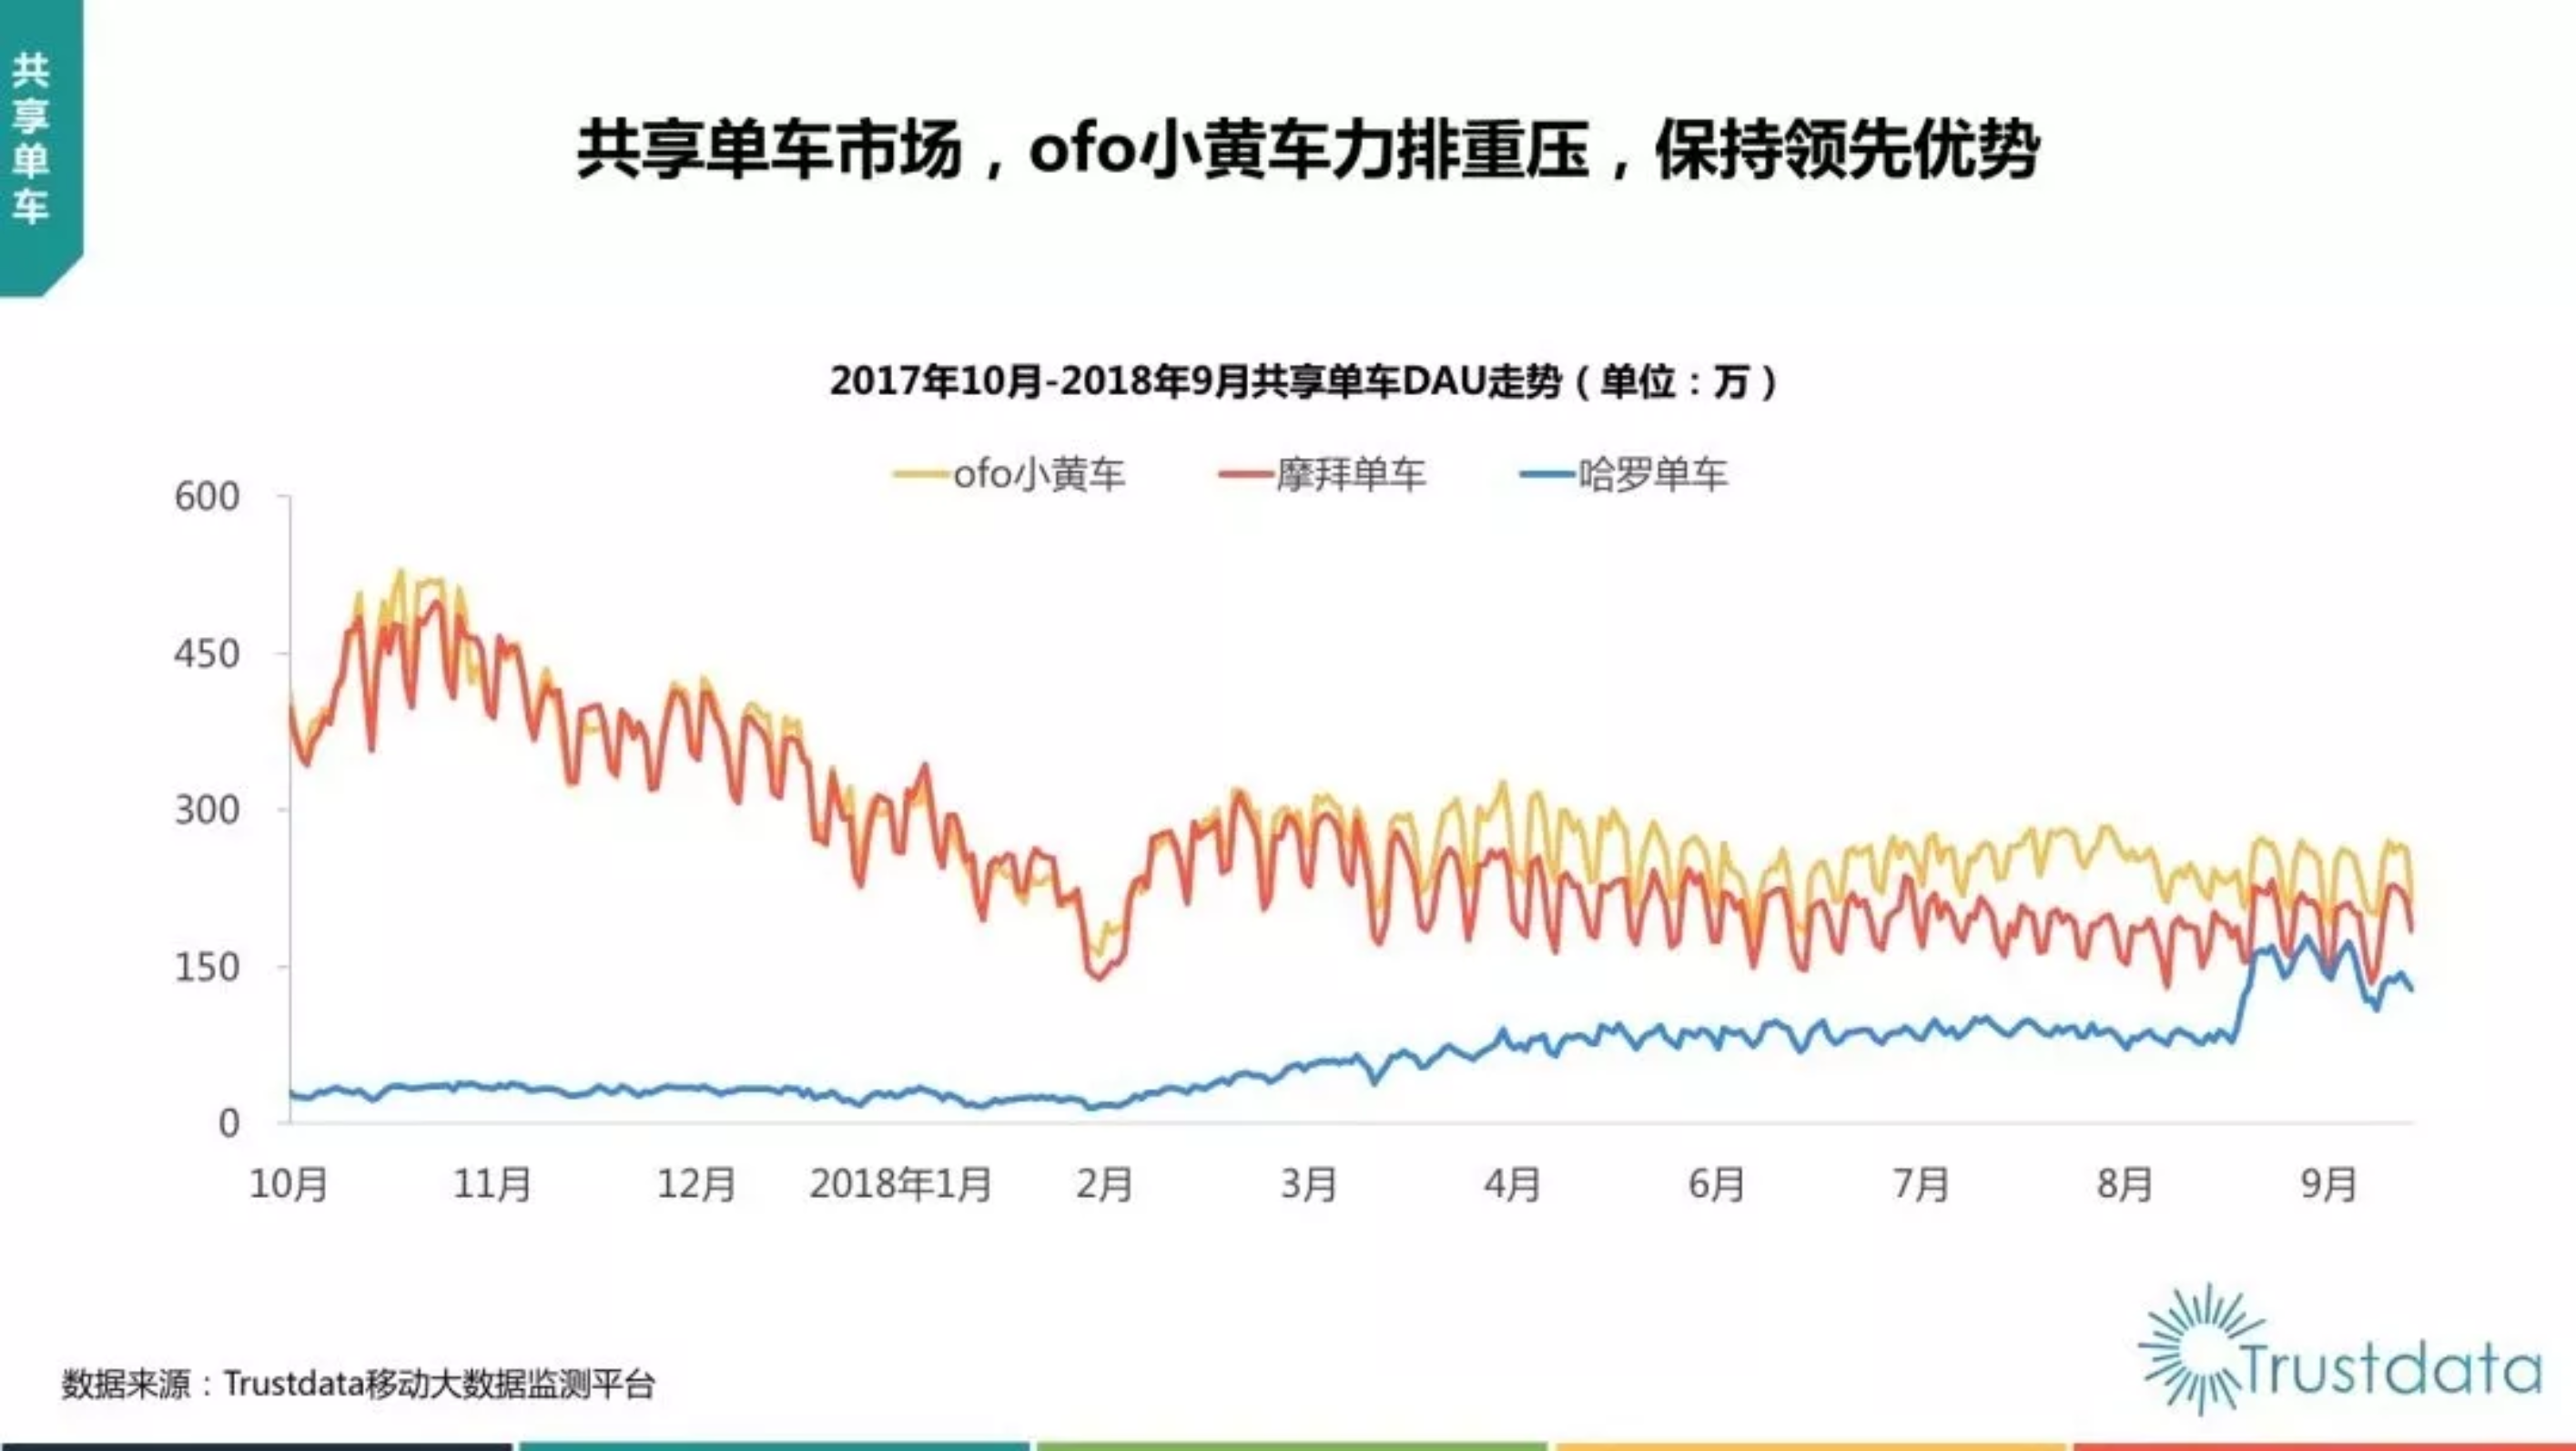 共享单车
共享单车市场，ofo小黄车力排重压，保持领先优势
2017年10月-2018年9月共享单车DAU走势（单位：万）
ofo小黄车 摩拜单车 哈罗单车
600
450
300
150
0
10月 11月 12月 2018年1月 2月 3月 4月 6月 7月 8月 9月
Trustdata
数据来源：Trustdata移动大数据监测平台